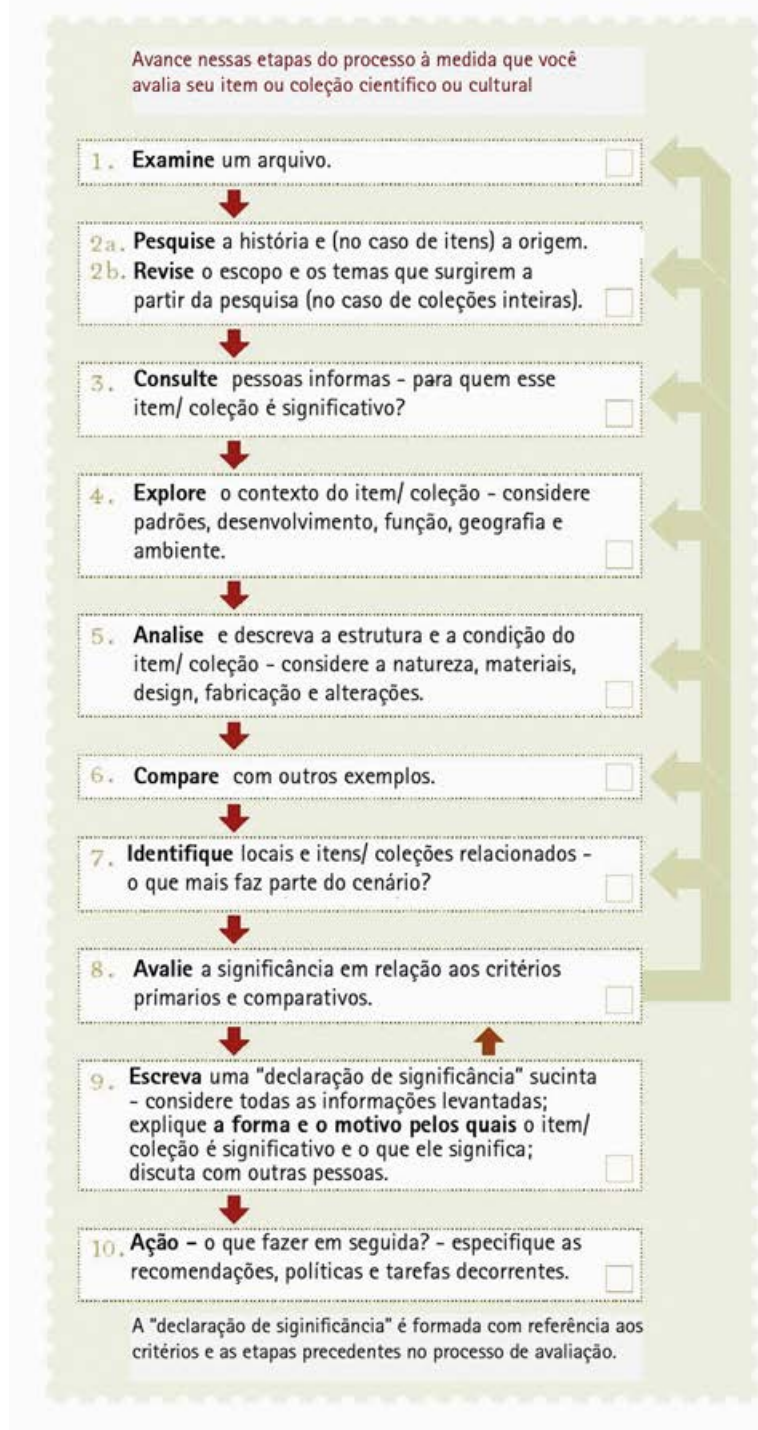 Avance nessas etapas do processo à medida que você
avalia seu item ou coleção científico ou cultural
1. Examine um arquivo.
2a. Pesquise a história e (no caso de itens) a origem.
2b. Revise o escopo e os temas que surgirem a
partir da pesquisa (no caso de coleções inteiras).
3. Consulte pessoas informas - para quem esse
item/ coleção é significativo?
4. Explore o contexto do item/ coleção - considere
padrões, desenvolvimento, função, geografia e
ambiente.
5. Analise e descreva a estrutura e a condição do
item/ coleção - considere a natureza, materiais,
design, fabricação e alterações.
6. Compare com outros exemplos.
7. Identifique locais e itens/ coleções relacionados -
o que mais faz parte do cenário?
8. Avalie a significância em relação aos critérios
primarios e comparativos.
9. Escreva uma "declaração de significância" sucinta
- considere todas as informações levantadas;
explique a forma e o motivo pelos quais o item/
coleção é significativo e o que ele significa;
discuta com outras pessoas.
10. Ação – o que fazer em seguida? - especifique as
recomendações, políticas e tarefas decorrentes.
A "declaração de siginificãncia" é formada com referência aos
critérios e as etapas precedentes no processo de avaliação.